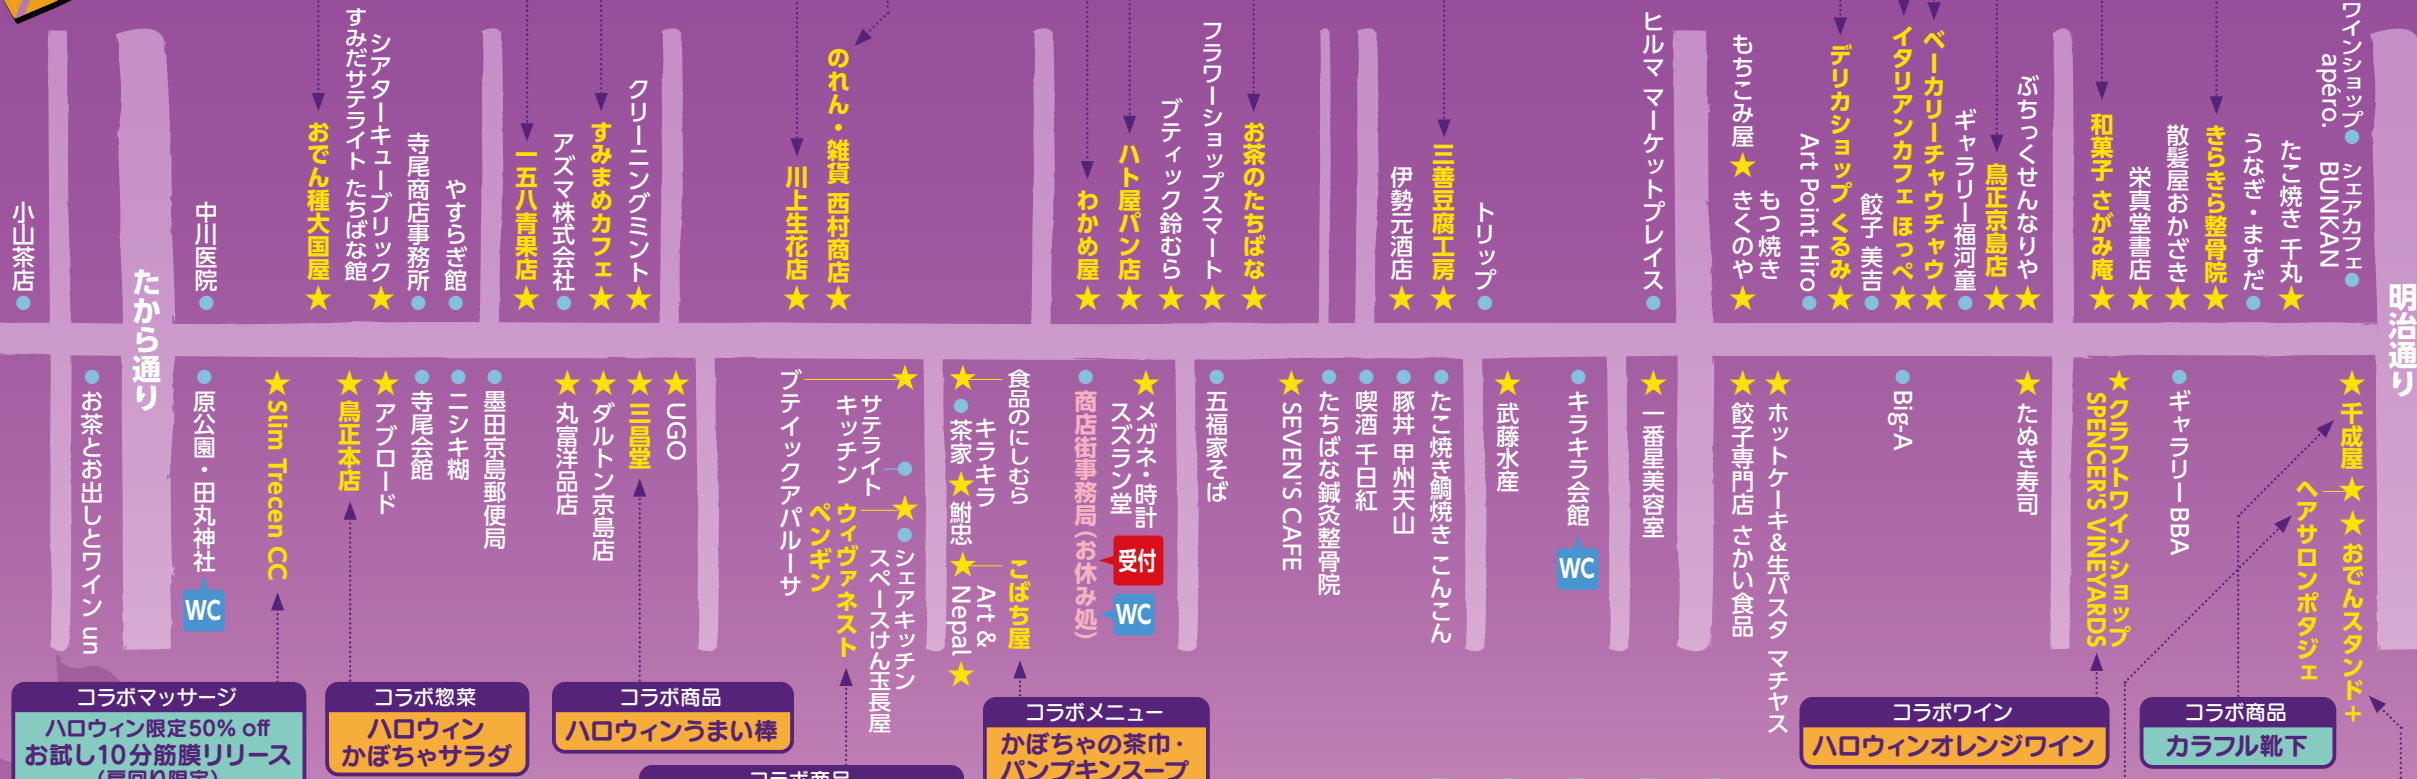 小山茶店
たから通り
中川医院
おでん種大国屋
すみだサテライト たちばな館
シアターキューブリック
寺尾商店事務所
やすらぎ館
一五八青果店
アズマ株式会社
すみまめカフェ
クリーニングミント
川上生花店
のれん・雑貨 西村商店
わかめ屋
ハト屋パン店
ブティック鈴むら
フラワーショップスマート
お茶のたちばな
伊勢元酒店
三善豆腐工房
トリップ
ヒルマ マーケットプレイス
もちこみ屋
もつ焼き
きくのや
Art Point Hiro
デリカショップ くるみ
餃子 美吉
イタリアンカフェ ほっぺ
ベーカリーチャウチャウ
ギャラリー福河童
鳥正京島店
ぶちっくせんなりや
和菓子 さがみ庵
栄真堂書店
散髪屋おかざき
きらきら整骨院
うなぎ・ますだ
たこ焼き 千丸
ワインショップ
apéro.
シェアカフェ
BUNKAN
明治通り
お茶とお出しとワイン un
原公園・田丸神社
WC
Slim Trecen CC
鳥正本店
アブロード
寺尾会館
ニシキ糊
墨田京島郵便局
丸富洋品店
ダルトン京島店
三昌堂
UGO
ブティックアパルーサ
サテライト
キッチン
ウィヴァネスト
ペンギン
シェアキッチン
スペースけん玉長屋
食品のにしむら
キラキラ
茶家
鮒忠
こばち屋
Art &
Nepal
商店街事務局(お休み処)
受付
WC
メガネ・時計
スズラン堂
五福家そば
SEVEN'S CAFE
たちばな鍼灸整骨院
喫酒 千日紅
豚丼 甲州天山
たこ焼き鯛焼き こんこん
武藤水産
キラキラ会館
WC
一番星美容室
餃子専門店 さかい食品
ホットケーキ&生パスタ マチヤス
Big-A
たぬき寿司
クラフトワインショップ
SPENCER'S VINEYARDS
ギャラリー BBA
千成屋
ヘアサロンポタジェ
おでんスタンド+
コラボマッサージ
ハロウィン限定50% off
お試し10分筋膜リリース
(肩回り限定)
コラボ惣菜
ハロウィン
かぼちゃサラダ
コラボ商品
ハロウィンうまい棒
コラボ商品
コラボメニュー
かぼちゃの茶巾・
パンプキンスープ
コラボワイン
ハロウィンオレンジワイン
コラボ商品
カラフル靴下